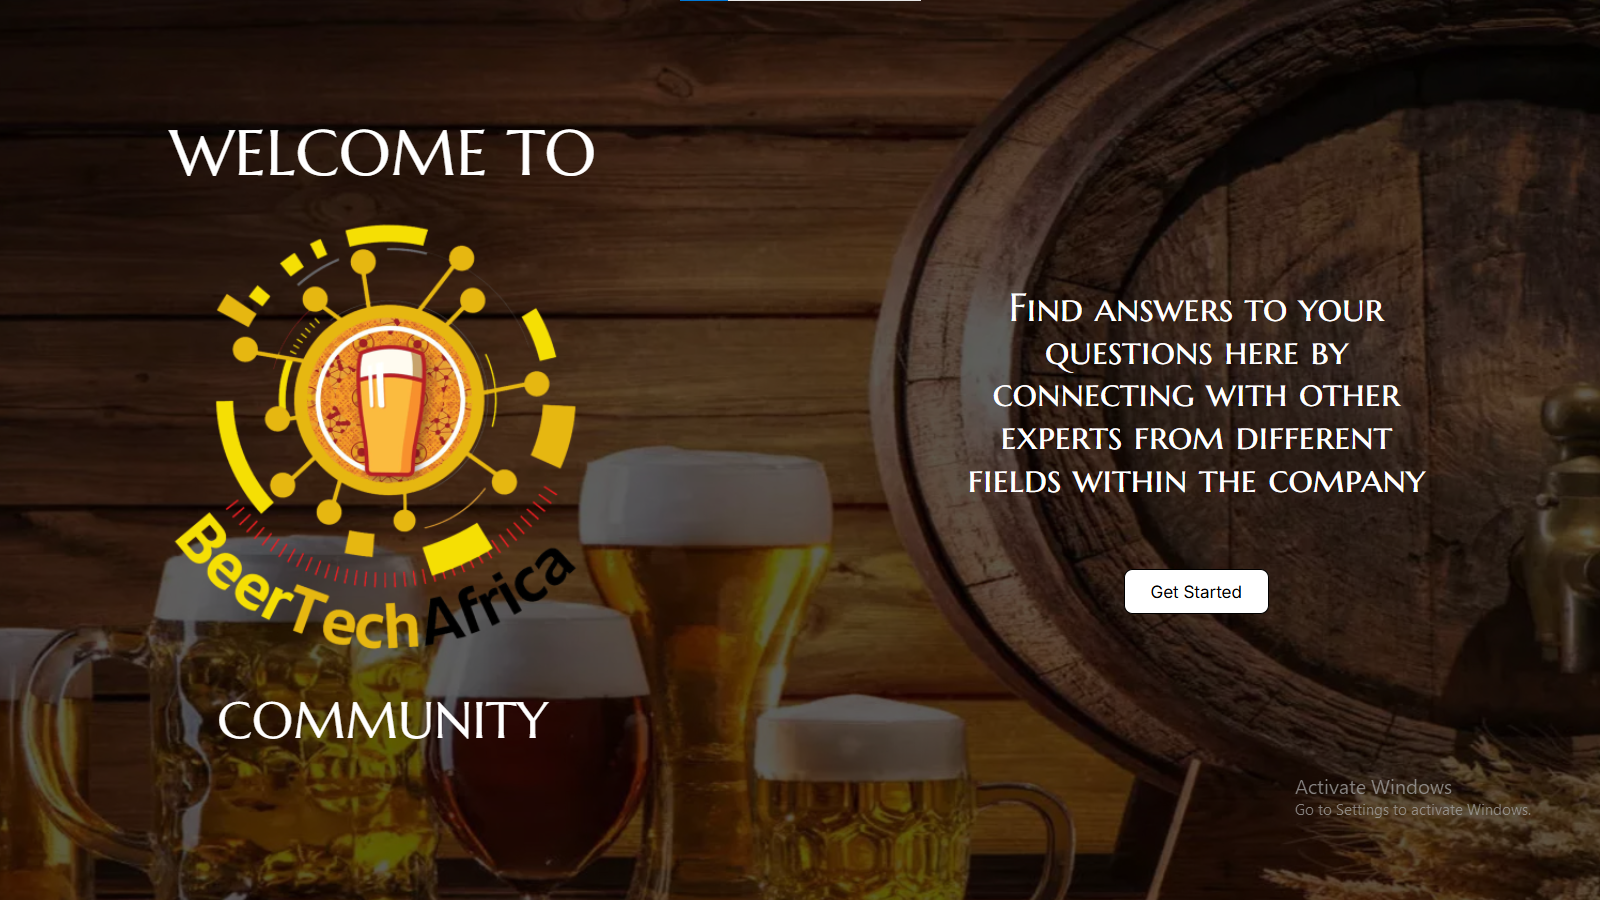 WELCOME TO
BeerTechAfrica
COMMUNITY
Find answers to your
questions here by
connecting with other
experts from different
fields within the company
Get Started
Activate Windows
Go to Settings to activate Windows.